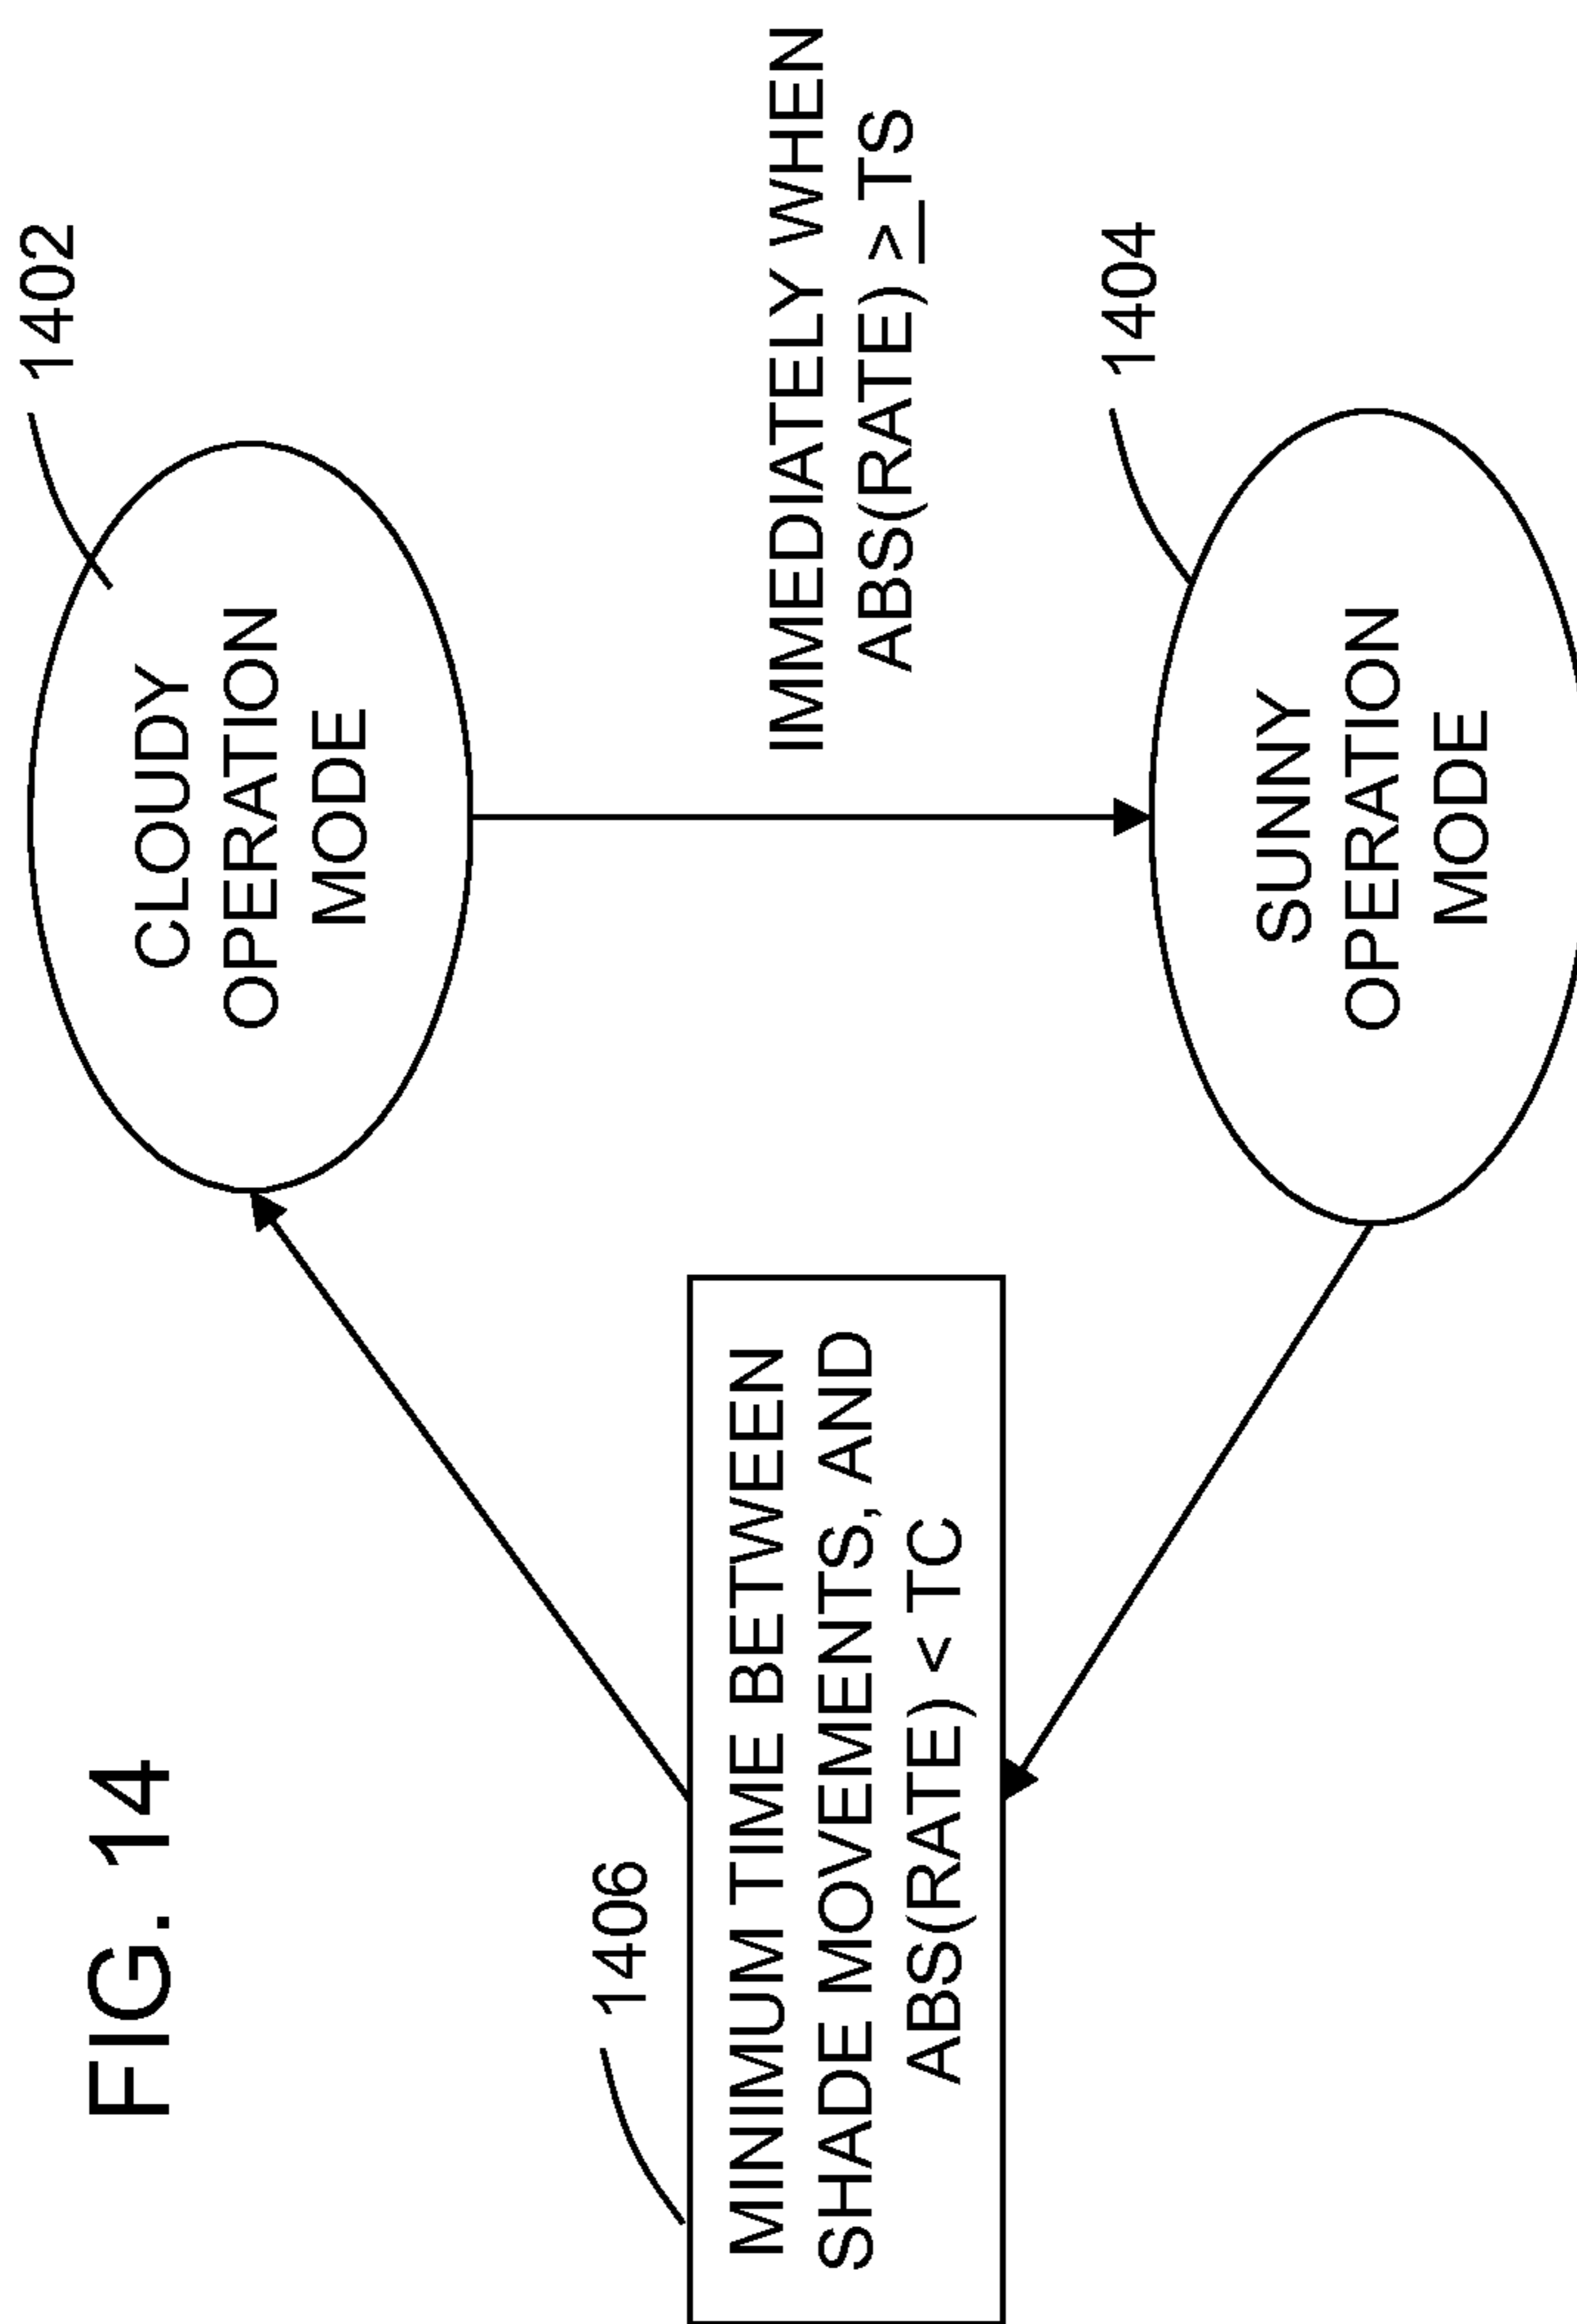 FIG. 14
1402
CLOUDY
OPERATION
MODE
1406
MINIMUM TIME BETWEEN
SHADE MOVEMENTS, AND
ABS(RATE) < TC
IMMEDIATELY WHEN
ABS(RATE) ≥ TS
1404
SUNNY
OPERATION
MODE